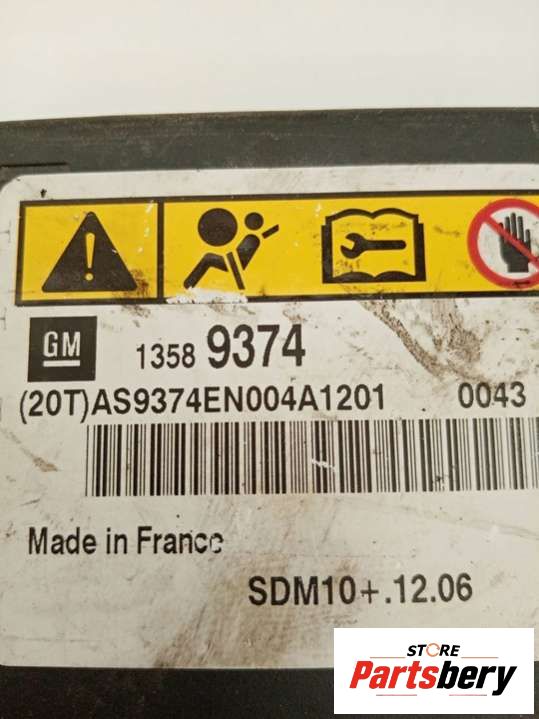 GM
1358 9374
(20T)AS9374EN004A1201 0043
Made in France
SDM10+.12.06
STORE
Partsbery